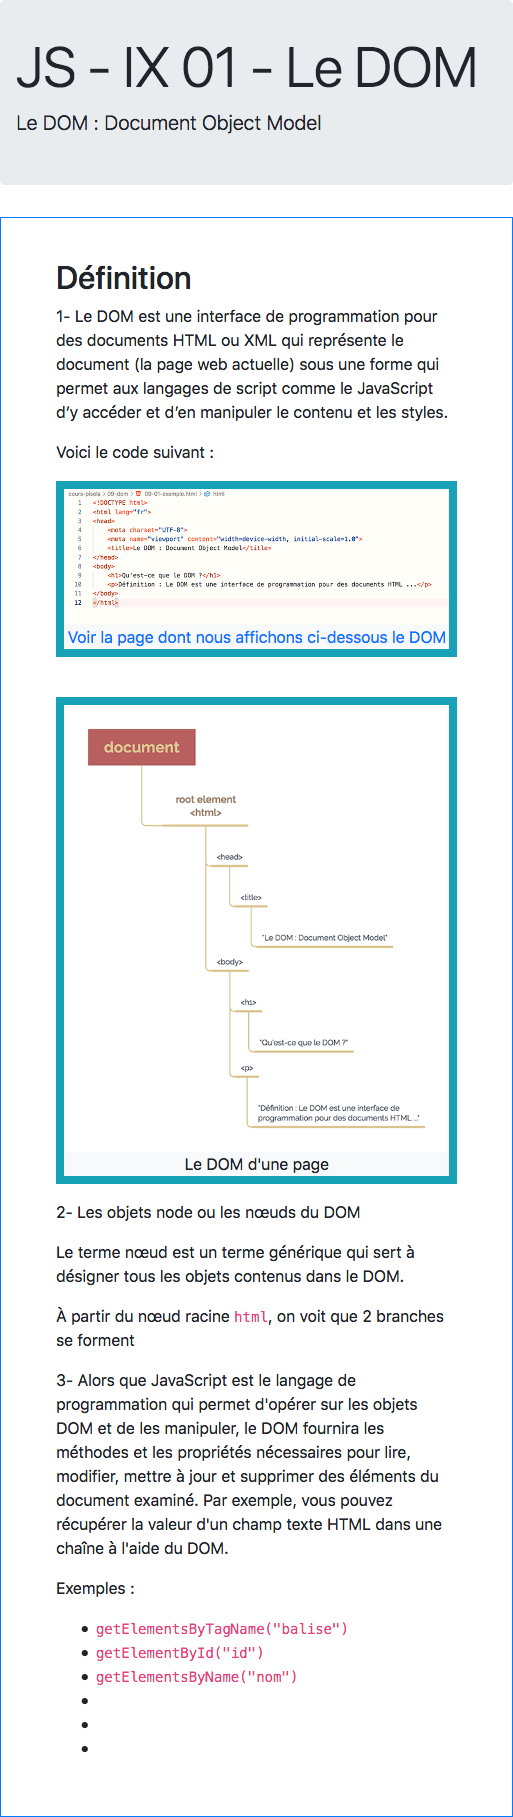 JS - IX 01 - Le DOM
Le DOM : Document Object Model
Définition
1- Le DOM est une interface de programmation pour
des documents HTML ou XML qui représente le
document (la page web actuelle) sous une forme qui
permet aux langages de script comme le JavaScript
d’y accéder et d’en manipuler le contenu et les styles.
Voici le code suivant :
cours-pisola > 09-dom > 09-01-exemple.html > html
1 <!DOCTYPE html>
2 <html lang="fr">
3 <head>
4 <meta charset="UTF-8">
5 <meta name="viewport" content="width=device-width, initial-scale=1.0">
6 <title>Le DOM : Document Object Model</title>
7 </head>
8 <body>
9 <h1>Qu'est-ce que le DOM ?</h1>
10 <p>Définition : Le DOM est une interface de programmation pour des documents HTML ...</p>
11 </body>
12 </html>
Voir la page dont nous affichons ci-dessous le DOM
document
root element
<html>
<head>
<title>
"Le DOM : Document Object Model"
<body>
<h1>
"Qu'est-ce que le DOM ?"
<p>
"Définition : Le DOM est une interface de
programmation pour des documents HTML ..."
Le DOM d'une page
2- Les objets node ou les nœuds du DOM
Le terme nœud est un terme générique qui sert à
désigner tous les objets contenus dans le DOM.
À partir du nœud racine html, on voit que 2 branches
se forment
3- Alors que JavaScript est le langage de
programmation qui permet d'opérer sur les objets
DOM et de les manipuler, le DOM fournira les
méthodes et les propriétés nécessaires pour lire,
modifier, mettre à jour et supprimer des éléments du
document examiné. Par exemple, vous pouvez
récupérer la valeur d'un champ texte HTML dans une
chaîne à l'aide du DOM.
Exemples :
• getElementsByTagName("balise")
• getElementById("id")
• getElementsByName("nom")
•
•
•